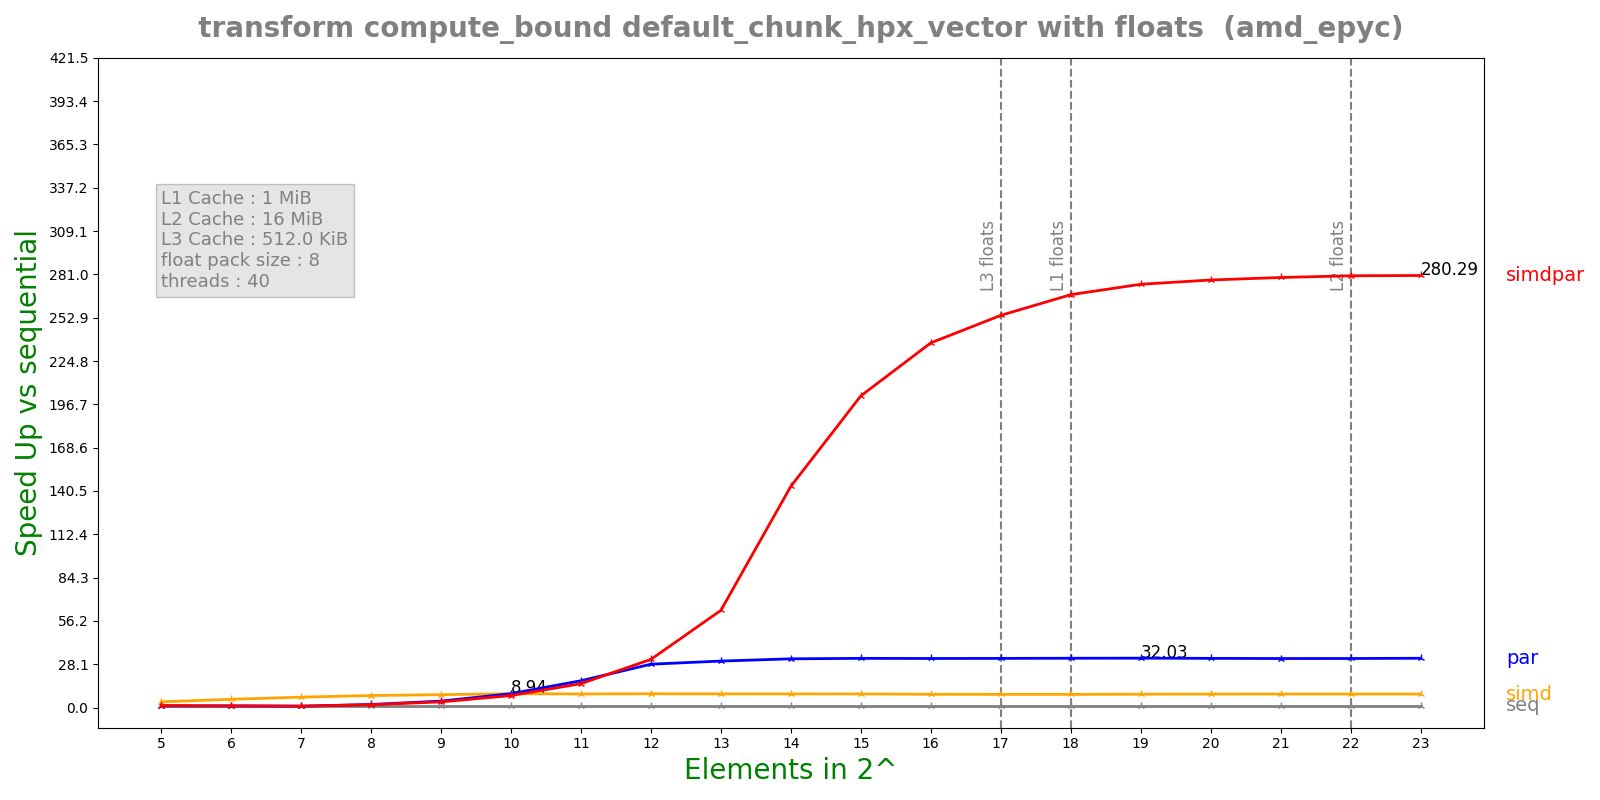 transform compute_bound default_chunk_hpx_vector with floats  (amd_epyc)
Speed Up vs sequential
421.5
393.4
365.3
337.2
309.1
281.0
252.9
224.8
196.7
168.6
140.5
112.4
84.3
56.2
28.1
0.0
L1 Cache : 1 MiB
L2 Cache : 16 MiB
L3 Cache : 512.0 KiB
float pack size : 8
threads : 40
L3 floats
L1 floats
L2 floats
280.29
32.03
8.94
simdpar
par
simd
seq
5 6 7 8 9 10 11 12 13 14 15 16 17 18 19 20 21 22 23
Elements in 2^